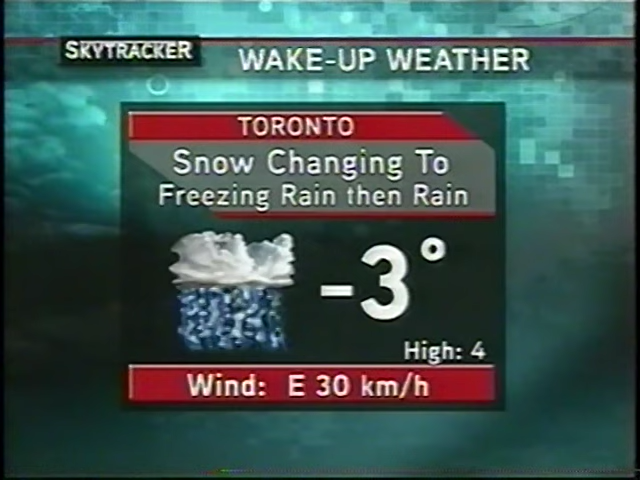 SKYTRACKER
WAKE-UP WEATHER
TORONTO
Snow Changing To
Freezing Rain then Rain
-3°
High: 4
Wind: E 30 km/h